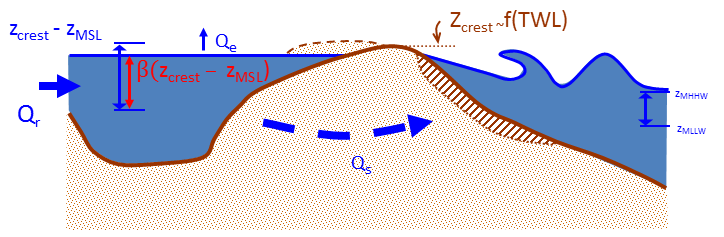 z_crest - z_MSL
Q_e
Z_crest ~f(TWL)
β(z_crest – z_MSL)
Q_r
z_MHHW
z_MLLW
Q_s